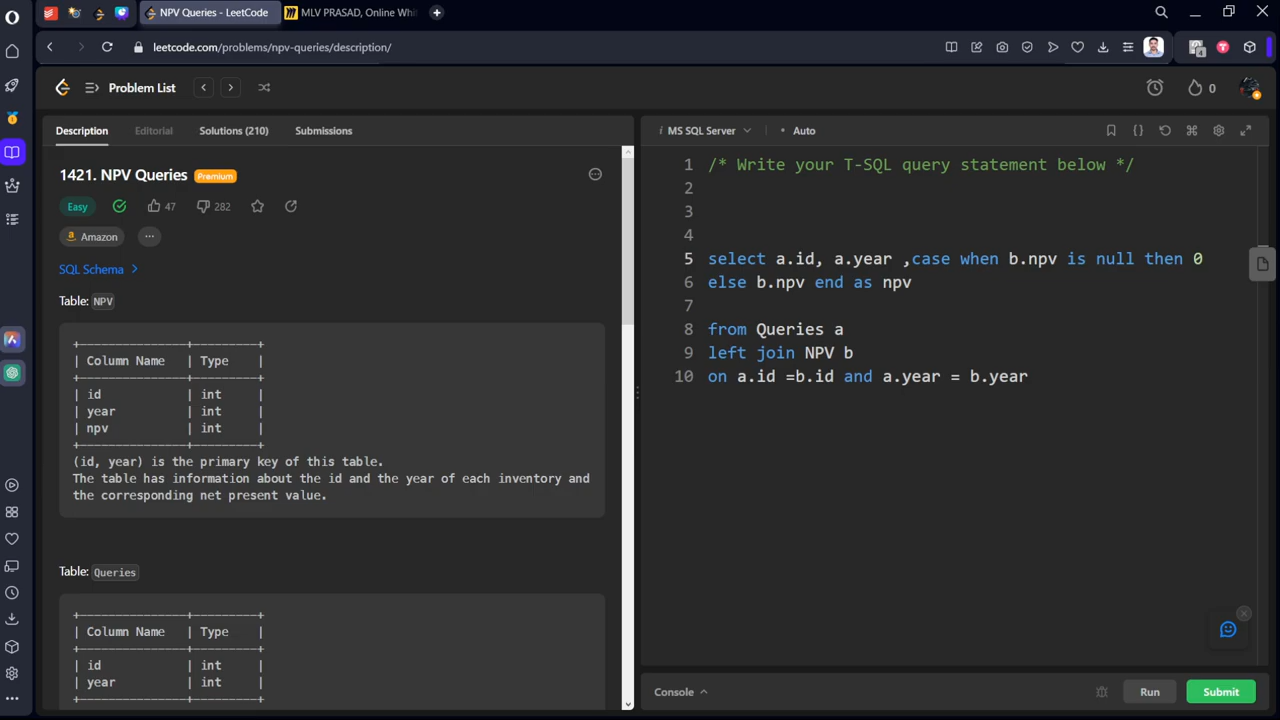 NPV Queries - LeetCode
MLV PRASAD, Online Whi
leetcode.com/problems/npv-queries/description/
4
Problem List
0
Description
Editorial
Solutions (210)
Submissions
MS SQL Server
Auto
1421. NPV Queries
Premium
Easy
47
282
Amazon
SQL Schema
Table: NPV
+----------------+---------+
| Column Name    | Type    |
+----------------+---------+
| id             | int     |
| year           | int     |
| npv            | int     |
+----------------+---------+
(id, year) is the primary key of this table.
The table has information about the id and the year of each inventory and
the corresponding net present value.
Table: Queries
+----------------+---------+
| Column Name    | Type    |
+----------------+---------+
| id             | int     |
| year           | int     |
+----------------+---------+
1 /* Write your T-SQL query statement below */
2
3
4
5 select a.id, a.year ,case when b.npv is null then 0
6 else b.npv end as npv
7
8 from Queries a
9 left join NPV b
10 on a.id =b.id and a.year = b.year
Console
Run
Submit